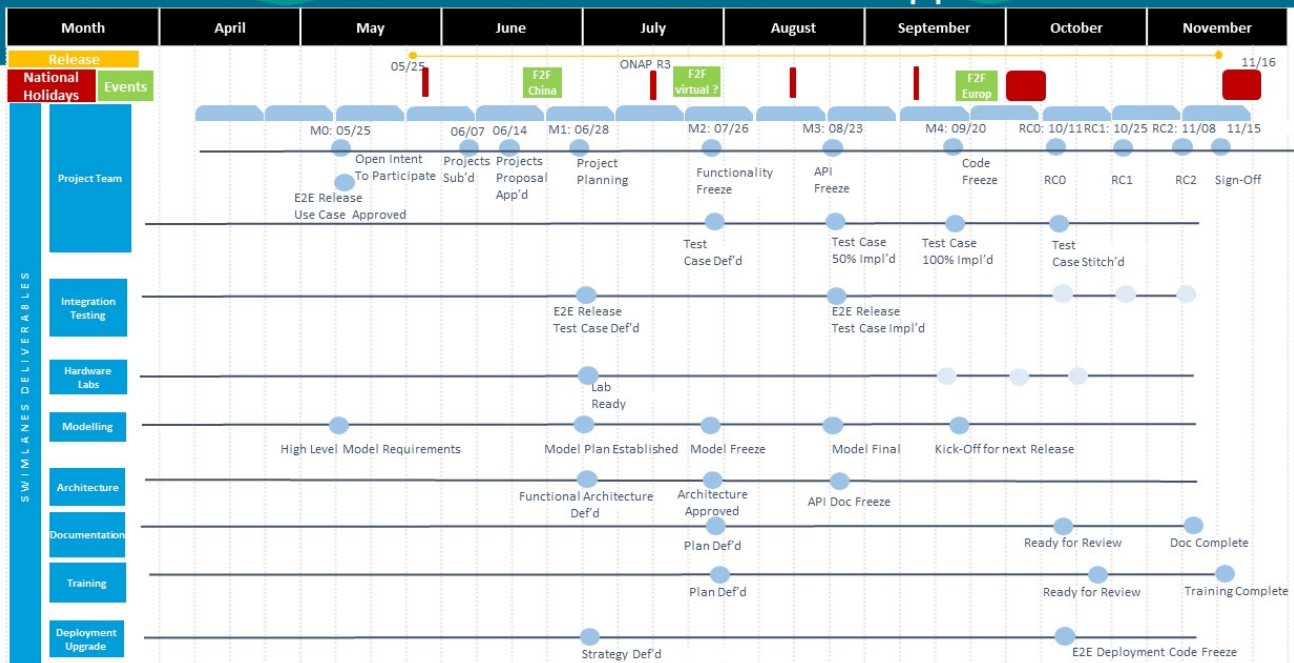 Month April May June July August September October November
Release
05/25 ONAP R3 11/16
National
Holidays
Events
F2F
China
F2F
virtual ?
F2F
Europ
M0: 05/25 06/07 06/14 M1: 06/28 M2: 07/26 M3: 08/23 M4: 09/20 RC0: 10/11 RC1: 10/25 RC2: 11/08 11/15
SWIMLANES DELIVERABLES
Project Team
Open Intent
To Participate
E2E Release
Use Case Approved
Projects
Sub'd
Projects
Proposal
App'd
Project
Planning
Functionality
Freeze
API
Freeze
Code
Freeze
RC0
RC1
RC2
Sign-Off
Test
Case Def'd
Test Case
50% Impl'd
Test Case
100% Impl'd
Test
Case Stitch'd
Integration
Testing
E2E Release
Test Case Def'd
E2E Release
Test Case Impl'd
Hardware
Labs
Lab
Ready
Modelling
High Level Model Requirements
Model Plan Established
Model Freeze
Model Final
Kick-Off for next Release
Architecture
Functional Architecture
Def'd
Architecture
Approved
API Doc Freeze
Documentation
Plan Def'd
Ready for Review
Doc Complete
Training
Plan Def'd
Ready for Review
Training Complete
Deployment
Upgrade
Strategy Def'd
E2E Deployment Code Freeze